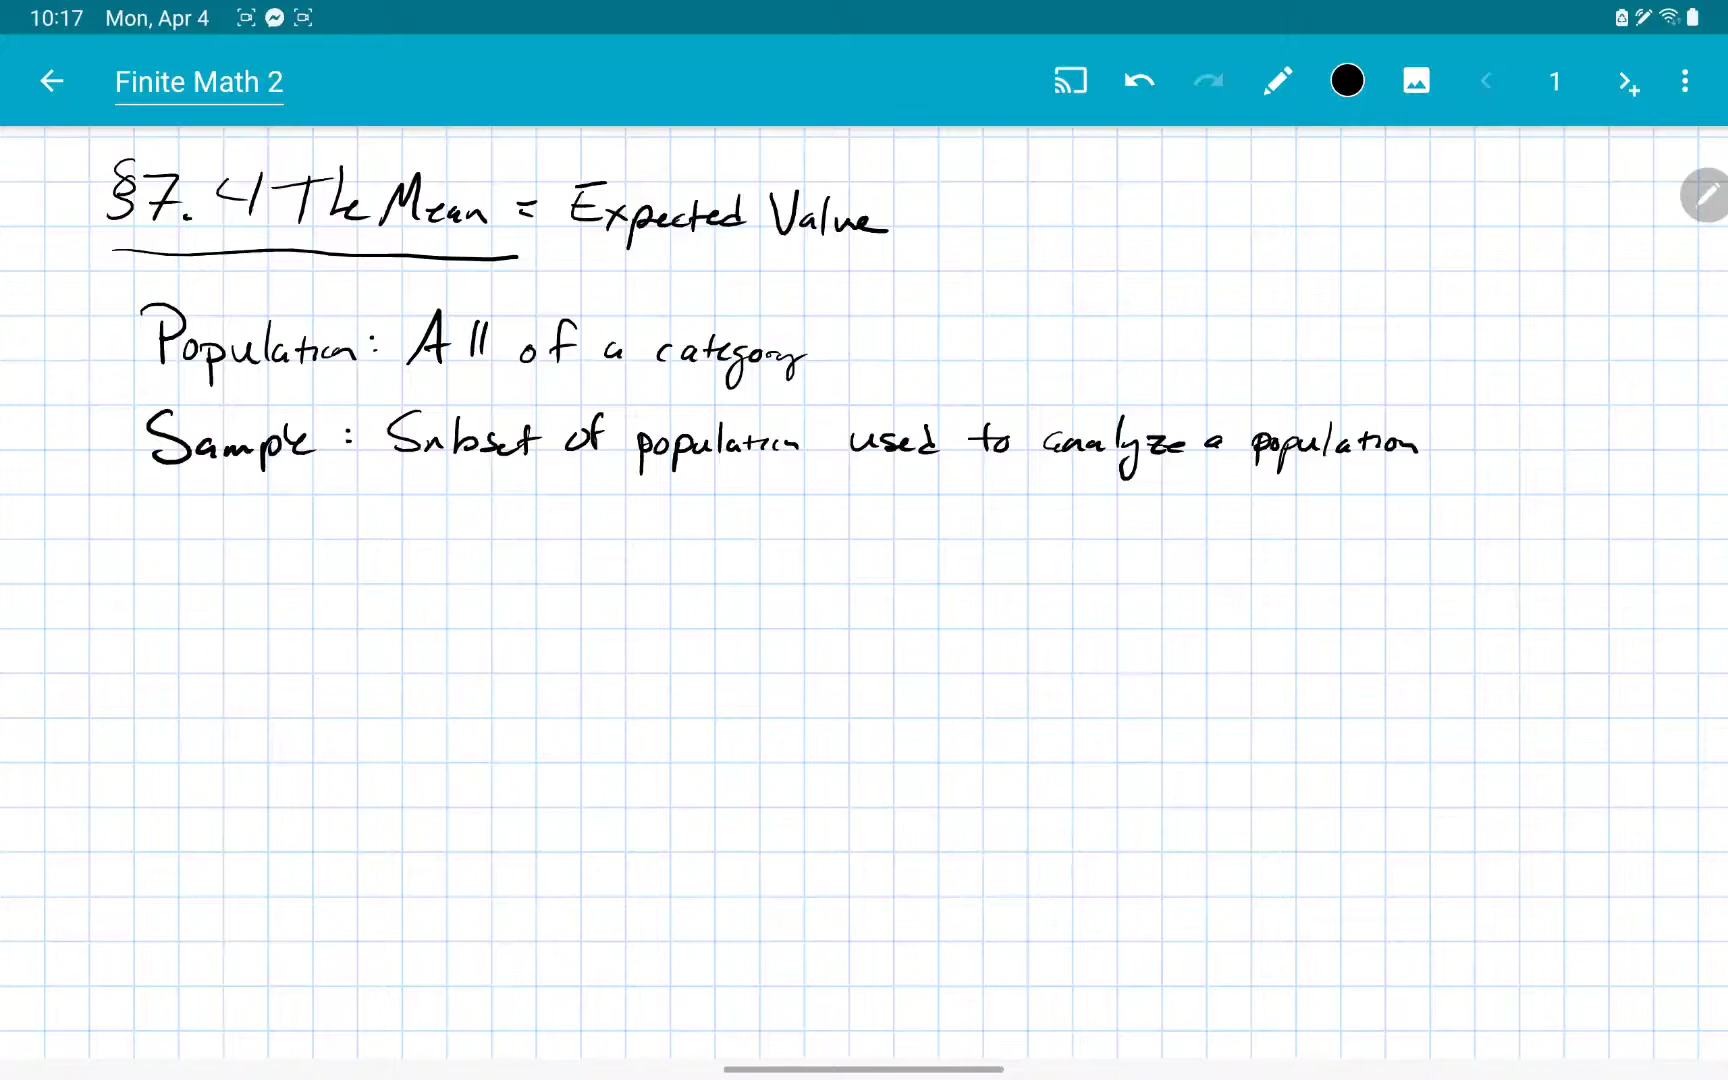 10:17 Mon, Apr 4
Finite Math 2
1
§7.4 The Mean = Expected Value
Population: All of a category
Sample: Subset of population used to analyze a population